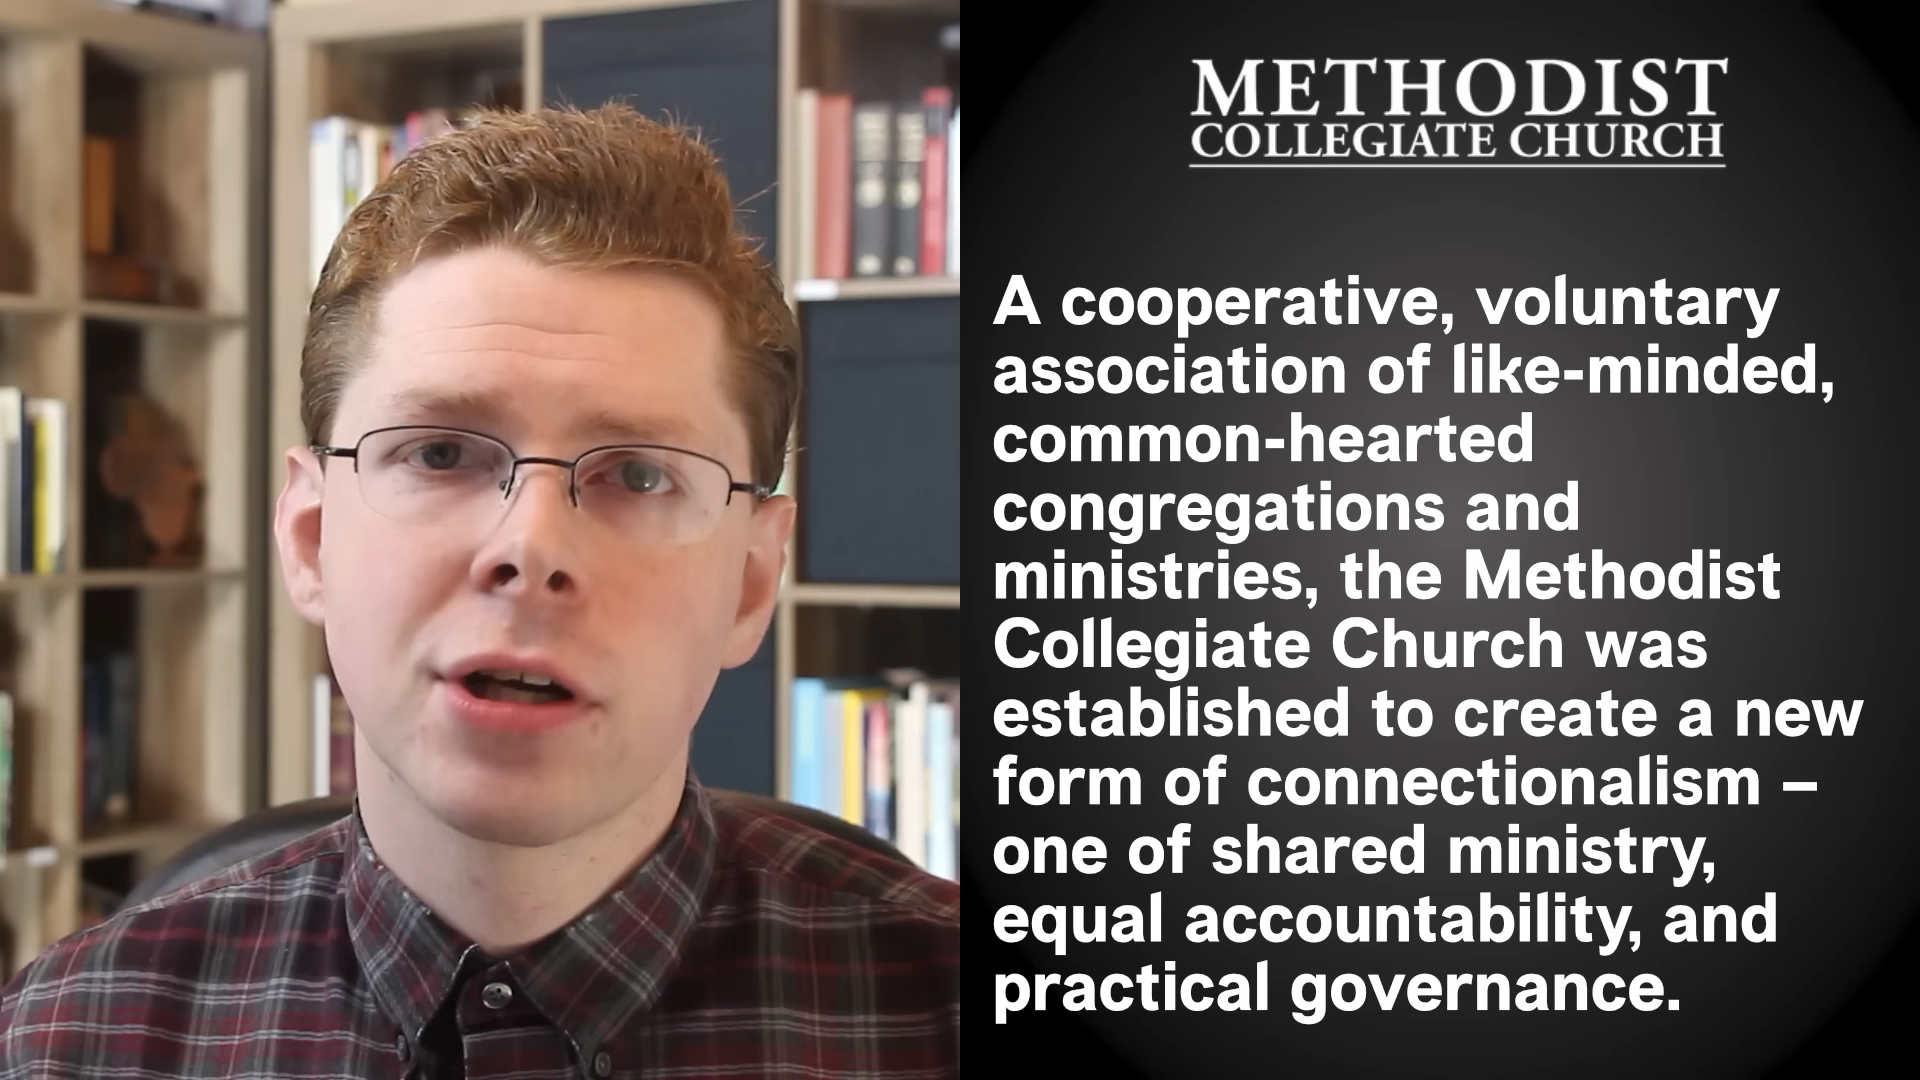 METHODIST
COLLEGIATE CHURCH
A cooperative, voluntary
association of like-minded,
common-hearted
congregations and
ministries, the Methodist
Collegiate Church was
established to create a new
form of connectionalism –
one of shared ministry,
equal accountability, and
practical governance.